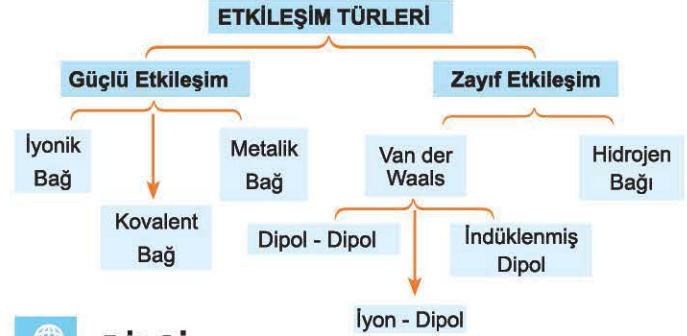 ETKİLEŞİM TÜRLERİ
Güçlü Etkileşim
Zayıf Etkileşim
İyonik
Bağ
Kovalent
Bağ
Metalik
Bağ
Van der
Waals
Hidrojen
Bağı
Dipol - Dipol
İyon - Dipol
İndüklenmiş
Dipol